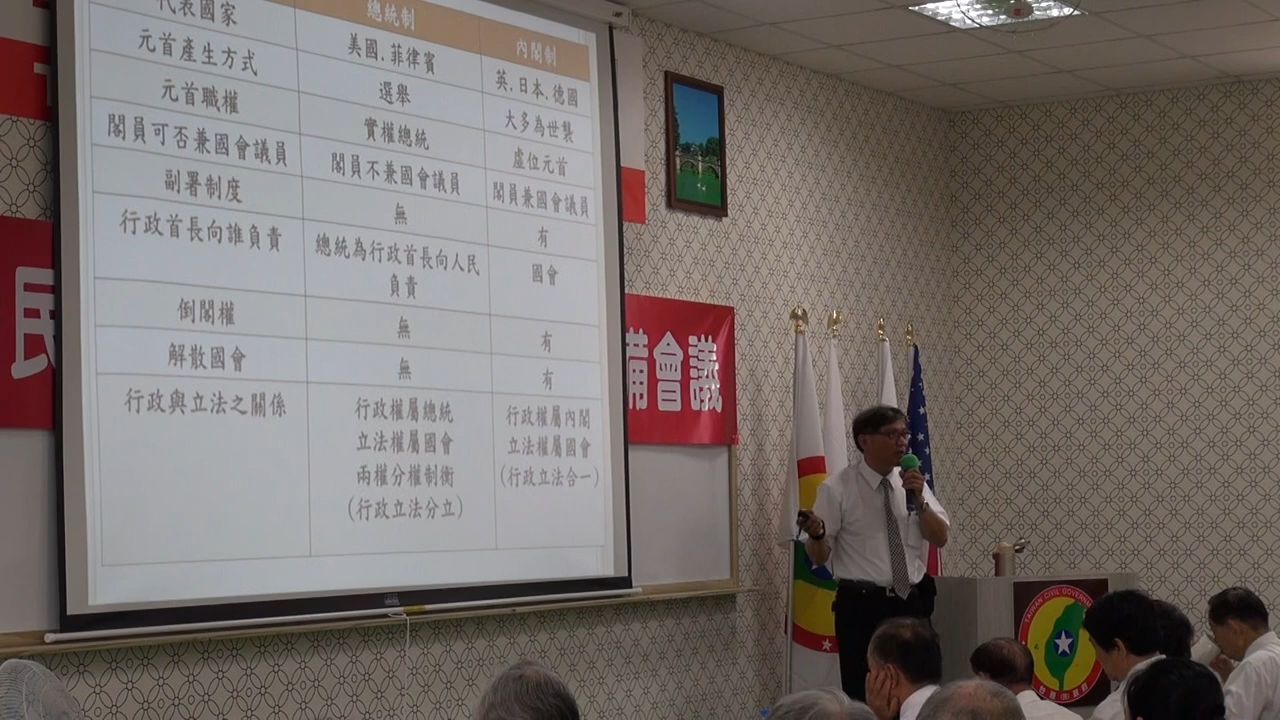 代表國家 總統制 內閣制
元首產生方式 美國.菲律賓 英.日本.德國
元首職權 選舉 大多為世襲
閣員可否兼國會議員 實權總統 虛位元首
副署制度 閣員不兼國會議員 閣員兼國會議員
行政首長向誰負責 無 有
總統為行政首長向人民 國會
負責
倒閣權 無 有
解散國會 無 有
行政與立法之關係 行政權屬總統 行政權屬內閣
立法權屬國會 立法權屬國會
兩權分權制衡 (行政立法合一)
(行政立法分立)
民
備會議
TAIWAN CIVIL GOVERNM